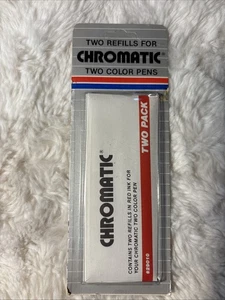 TWO REFILLS FOR
CHROMATIC®
TWO COLOR PENS
CHROMATIC®
CONTAINS TWO REFILLS IN RED INK FOR
YOUR CHROMATIC TWO COLOR PEN
TWO PACK